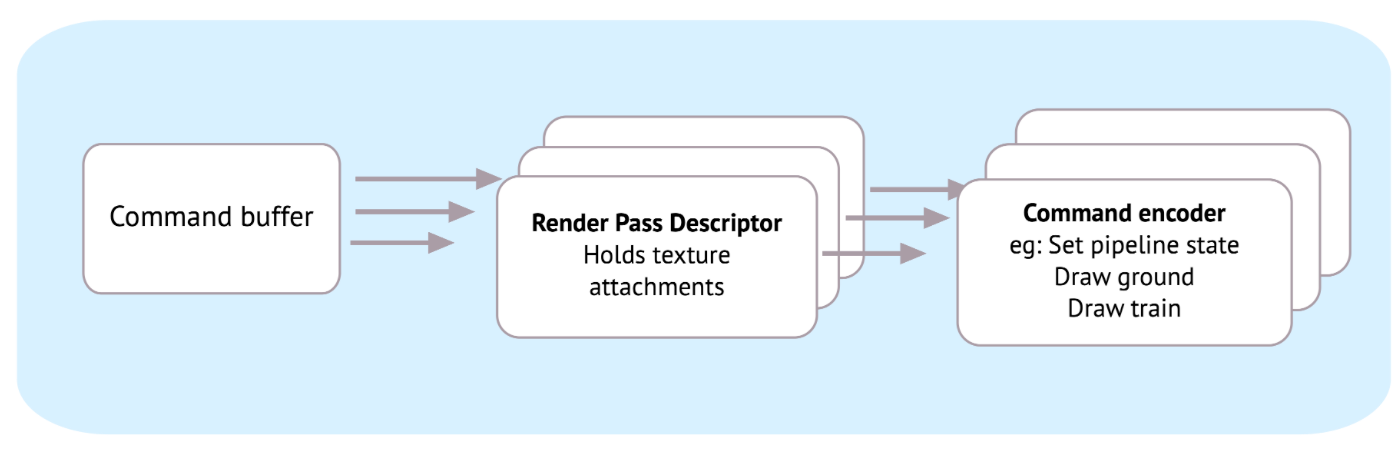 Command buffer
Render Pass Descriptor
Holds texture
attachments
Command encoder
eg: Set pipeline state
Draw ground
Draw train